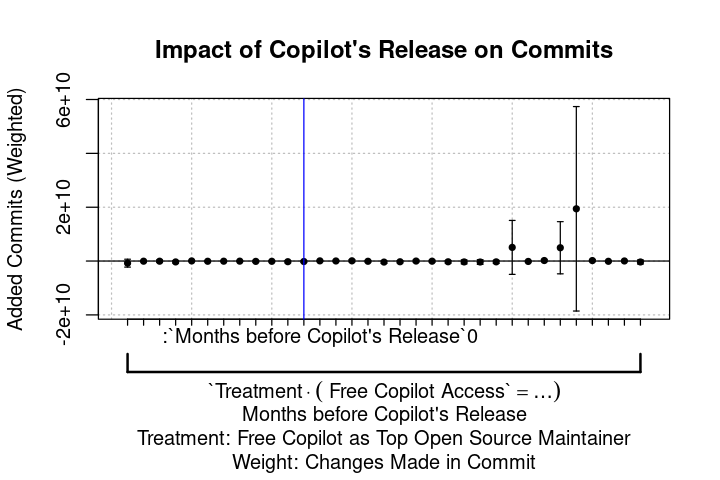 Impact of Copilot's Release on Commits
Added Commits (Weighted)
6e+10
2e+10
-2e+10
:`Months before Copilot's Release`0
`Treatment · ( Free Copilot Access` = ...)
Months before Copilot's Release
Treatment: Free Copilot as Top Open Source Maintainer
Weight: Changes Made in Commit